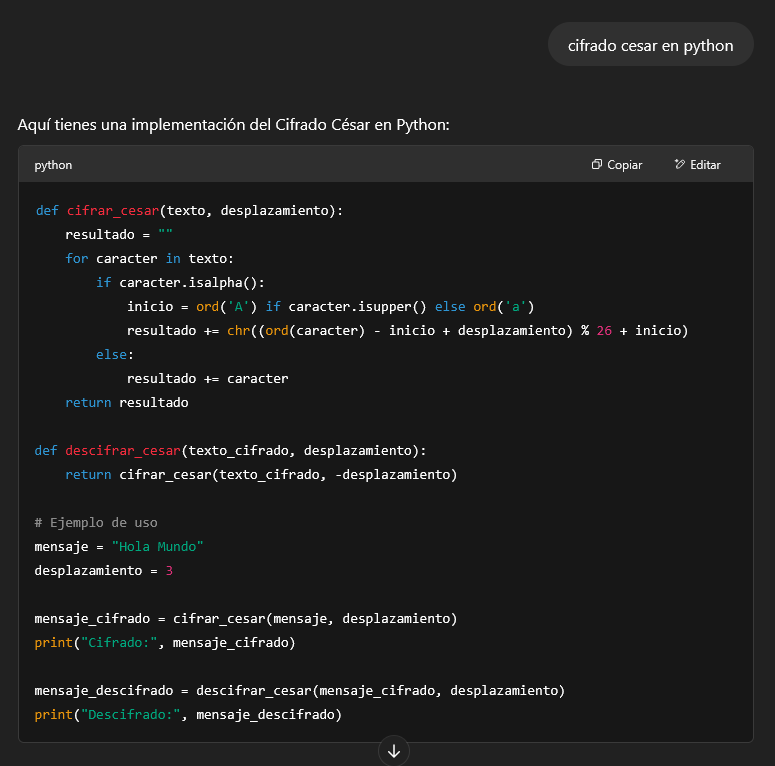 cifrado cesar en python
Aquí tienes una implementación del Cifrado César en Python:
python
Copiar
Editar
def cifrar_cesar(texto, desplazamiento):
    resultado = ""
    for caracter in texto:
        if caracter.isalpha():
            inicio = ord('A') if caracter.isupper() else ord('a')
            resultado += chr((ord(caracter) - inicio + desplazamiento) % 26 + inicio)
        else:
            resultado += caracter
    return resultado
def descifrar_cesar(texto_cifrado, desplazamiento):
    return cifrar_cesar(texto_cifrado, -desplazamiento)
# Ejemplo de uso
mensaje = "Hola Mundo"
desplazamiento = 3
mensaje_cifrado = cifrar_cesar(mensaje, desplazamiento)
print("Cifrado:", mensaje_cifrado)
mensaje_descifrado = descifrar_cesar(mensaje_cifrado, desplazamiento)
print("Descifrado:", mensaje_descifrado)